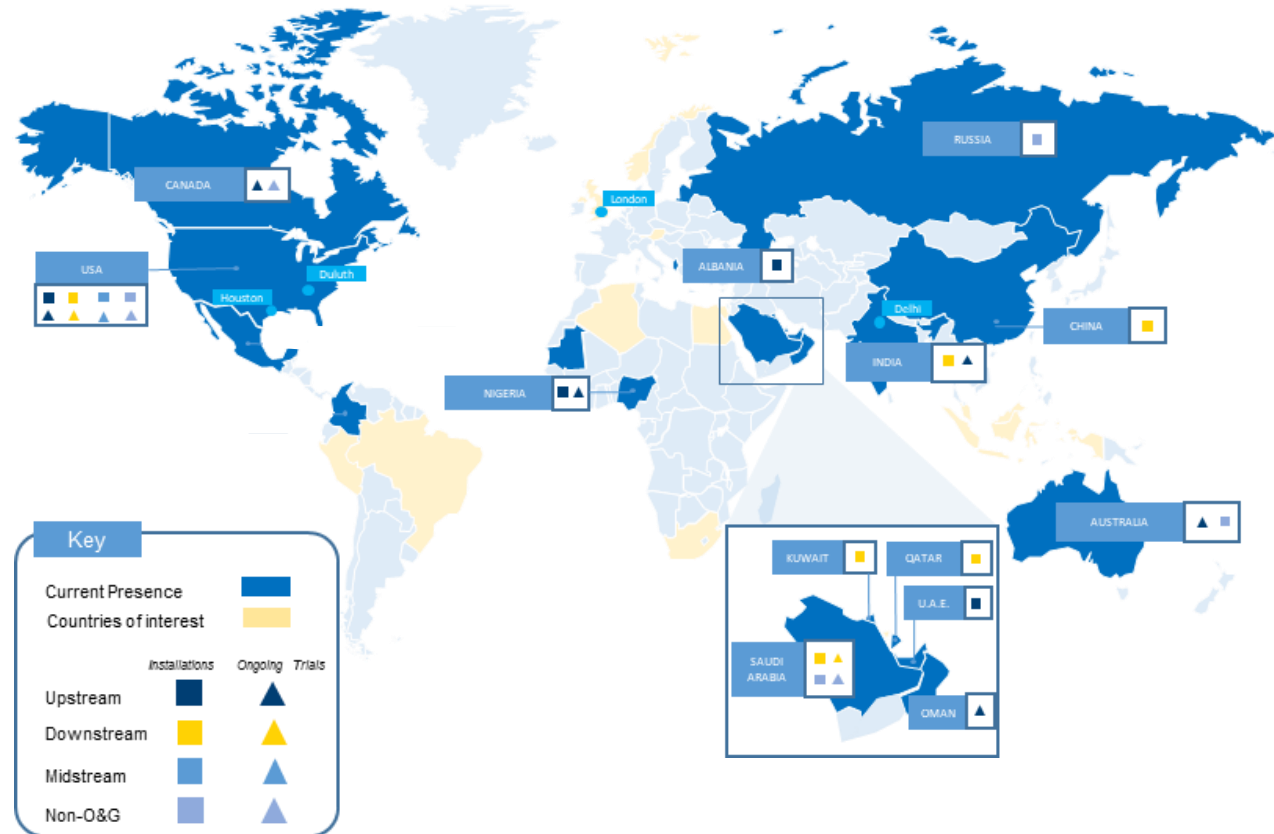 RUSSIA
CANADA
London
ALBANIA
USA
Duluth
Houston
Delhi
CHINA
INDIA
NIGERIA
AUSTRALIA
Key
Current Presence
Countries of interest
Installations Ongoing Trials
Upstream
Downstream
Midstream
Non-O&G
KUWAIT
QATAR
U.A.E.
SAUDI
ARABIA
OMAN